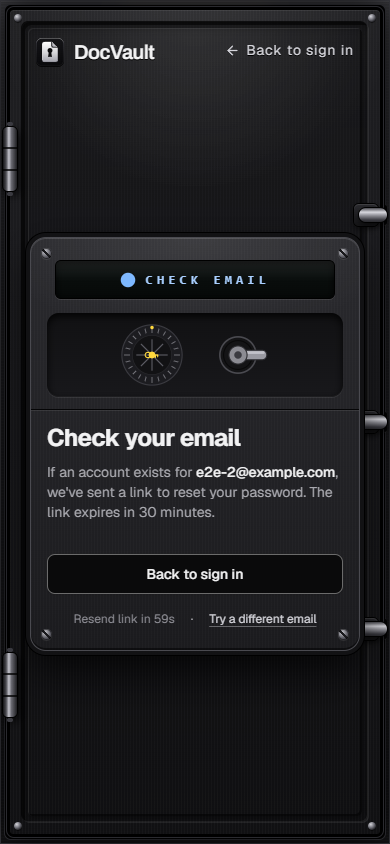 DocVault
← Back to sign in
CHECK EMAIL
Check your email
If an account exists for e2e-2@example.com,
we've sent a link to reset your password. The
link expires in 30 minutes.
Back to sign in
Resend link in 59s · Try a different email